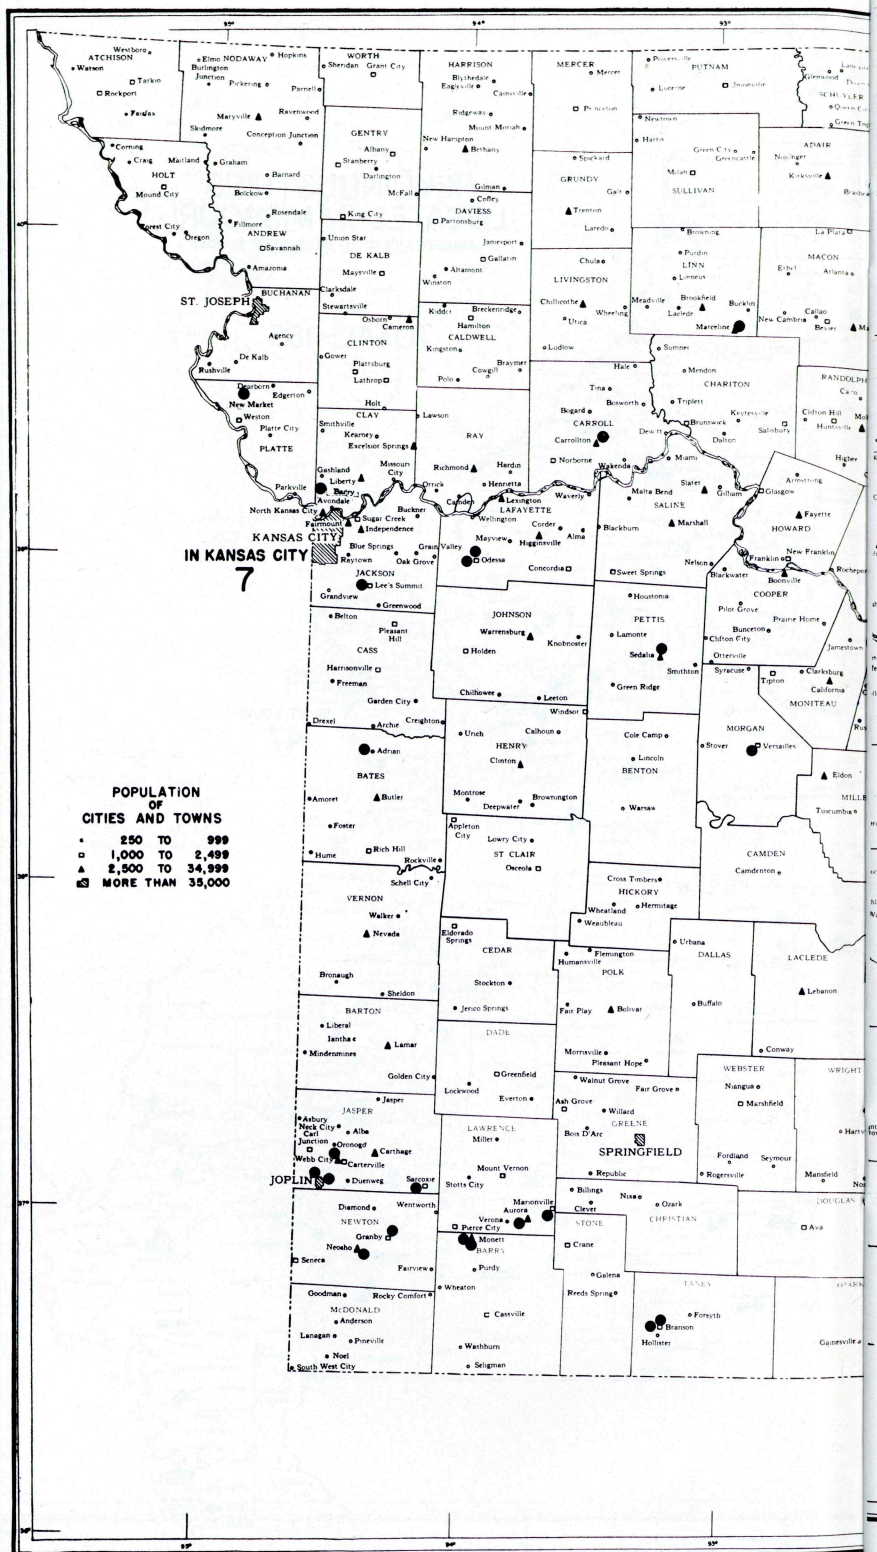 95°
94°
93°
ATCHISON
Westboro
Watson
Tarkio
Rockport
Fairfax
Elmo NODAWAY
Hopkins
Burlington
Junction
Pickering
Parnell
Maryville
Ravenwood
Skidmore
Conception Junction
Graham
Barnard
WORTH
Sheridan
Grant City
GENTRY
Albany
Stanberry
Darlington
McFall
King City
HARRISON
Blythedale
Eagleville
Cainsville
Ridgeway
Mount Moriah
New Hampton
Bethany
Gilman
MERCER
Mercer
Princeton
PUTNAM
Powersville
Lucerne
Unionville
Newtown
Harris
Green City
Greencastle
Milan
SULLIVAN
Glenwood
SCHUYLER
Queen City
Green Top
ADAIR
Novinger
Kirksville
Corning
Craig
Maitland
HOLT
Mound City
Forest City
Oregon
Bolckow
Rosendale
Fillmore
ANDREW
Savannah
Amazonia
Coffey
DAVIESS
Pattonsburg
Jamesport
Gallatin
Altamont
Winston
Spickard
GRUNDY
Galt
Trenton
Laredo
40°
Union Star
DE KALB
Maysville
Clarksdale
Stewartsville
Osborn
Cameron
BUCHANAN
ST. JOSEPH
Agency
De Kalb
Rushville
Chula
LIVINGSTON
Chillicothe
Wheeling
Utica
Ludlow
Browning
Purdin
LINN
Linneus
Meadville
Brookfield
Bucklin
Laclede
Marceline
La Plata
MACON
Ethel
Atlanta
Callao
New Cambria
Bevier
Kidder
Breckenridge
Hamilton
CALDWELL
Kingston
Braymer
Cowgill
Polo
CLINTON
Gower
Plattsburg
Lathrop
Holt
Dearborn
Edgerton
New Market
Weston
Platte City
PLATTE
Parkville
CLAY
Smithville
Kearney
Excelsior Springs
Gashland
Liberty
Missouri
City
Barry
Avondale
North Kansas City
Lawson
RAY
Richmond
Hardin
Henrietta
Orrick
Camden
Hale
Tina
Bosworth
Bogard
CARROLL
Carrollton
Dewitt
Norborne
Wakenda
Sumner
Mendon
CHARITON
Triplett
Keytesville
Brunswick
Salisbury
Dalton
RANDOLPH
Cairo
Clifton Hill
Huntsville
Higbee
Miami
Malta Bend
Slater
Gilliam
SALINE
Marshall
Blackburn
Nelson
Sweet Springs
Armstrong
Glasgow
Fayette
HOWARD
New Franklin
Franklin
Boonville
Lexington
Waverly
LAFAYETTE
Wellington
Corder
Alma
Mayview
Higginsville
Odessa
Concordia
Buckner
Fairmount
Sugar Creek
Independence
KANSAS CITY
Blue Springs
Grain Valley
Raytown
Oak Grove
IN KANSAS CITY
7
39°
JACKSON
Lee's Summit
Grandview
Greenwood
Blackwater
COOPER
Pilot Grove
Prairie Home
Bunceton
Clifton City
Otterville
Belton
Pleasant
Hill
CASS
Harrisonville
Freeman
Garden City
Drexel
Archie
Creighton
JOHNSON
Warrensburg
Knobnoster
Holden
Chilhowee
Leeton
Windsor
Houstonia
PETTIS
Lamonte
Sedalia
Smithton
Green Ridge
Jamestown
Syracuse
Clarksburg
Tipton
California
MONITEAU
MORGAN
Stover
Versailles
Urich
Calhoun
HENRY
Clinton
Montrose
Brownington
Deepwater
Cole Camp
Lincoln
BENTON
Warsaw
Eldon
Tuscumbia
Adrian
BATES
Butler
Amoret
Foster
Rich Hill
Hume
Rockville
Schell City
POPULATION
OF
CITIES AND TOWNS
250 TO 999
1,000 TO 2,499
2,500 TO 34,999
MORE THAN 35,000
Appleton
City
Lowry City
ST CLAIR
Osceola
CAMDEN
Camdenton
38°
Cross Timbers
HICKORY
Wheatland
Hermitage
Weaubleau
VERNON
Walker
Nevada
Bronaugh
Sheldon
Eldorado
Springs
CEDAR
Stockton
Jerico Springs
Flemington
Humansville
POLK
Fair Play
Bolivar
Morrisville
Pleasant Hope
Urbana
DALLAS
Buffalo
LACLEDE
Lebanon
Conway
BARTON
Liberal
Iantha
Lamar
Mindenmines
Golden City
DADE
Greenfield
Lockwood
Everton
Walnut Grove
Fair Grove
Ash Grove
Willard
GREENE
Bois D'Arc
SPRINGFIELD
Republic
WEBSTER
Niangua
Marshfield
Fordland
Seymour
Rogersville
WRIGHT
Mansfield
Jasper
JASPER
Asbury
Neck City
Carl
Junction
Alba
Oronogo
Carthage
Webb City
Carterville
JOPLIN
Duenweg
Sarcoxie
LAWRENCE
Miller
Mount Vernon
Stotts City
Marionville
Aurora
Verona
Pierce City
Monett
37°
Diamond
Wentworth
NEWTON
Granby
Neosho
Seneca
Fairview
Billings
Nixa
Ozark
Clever
CHRISTIAN
STONE
Crane
Galena
Reeds Spring
DOUGLAS
Ava
BARRY
Purdy
Wheaton
Cassville
Washburn
Seligman
Goodman
Rocky Comfort
McDONALD
Anderson
Lanagan
Pineville
Noel
South West City
TANEY
Forsyth
Branson
Hollister
OZARK
Gainesville
95°
94°
93°